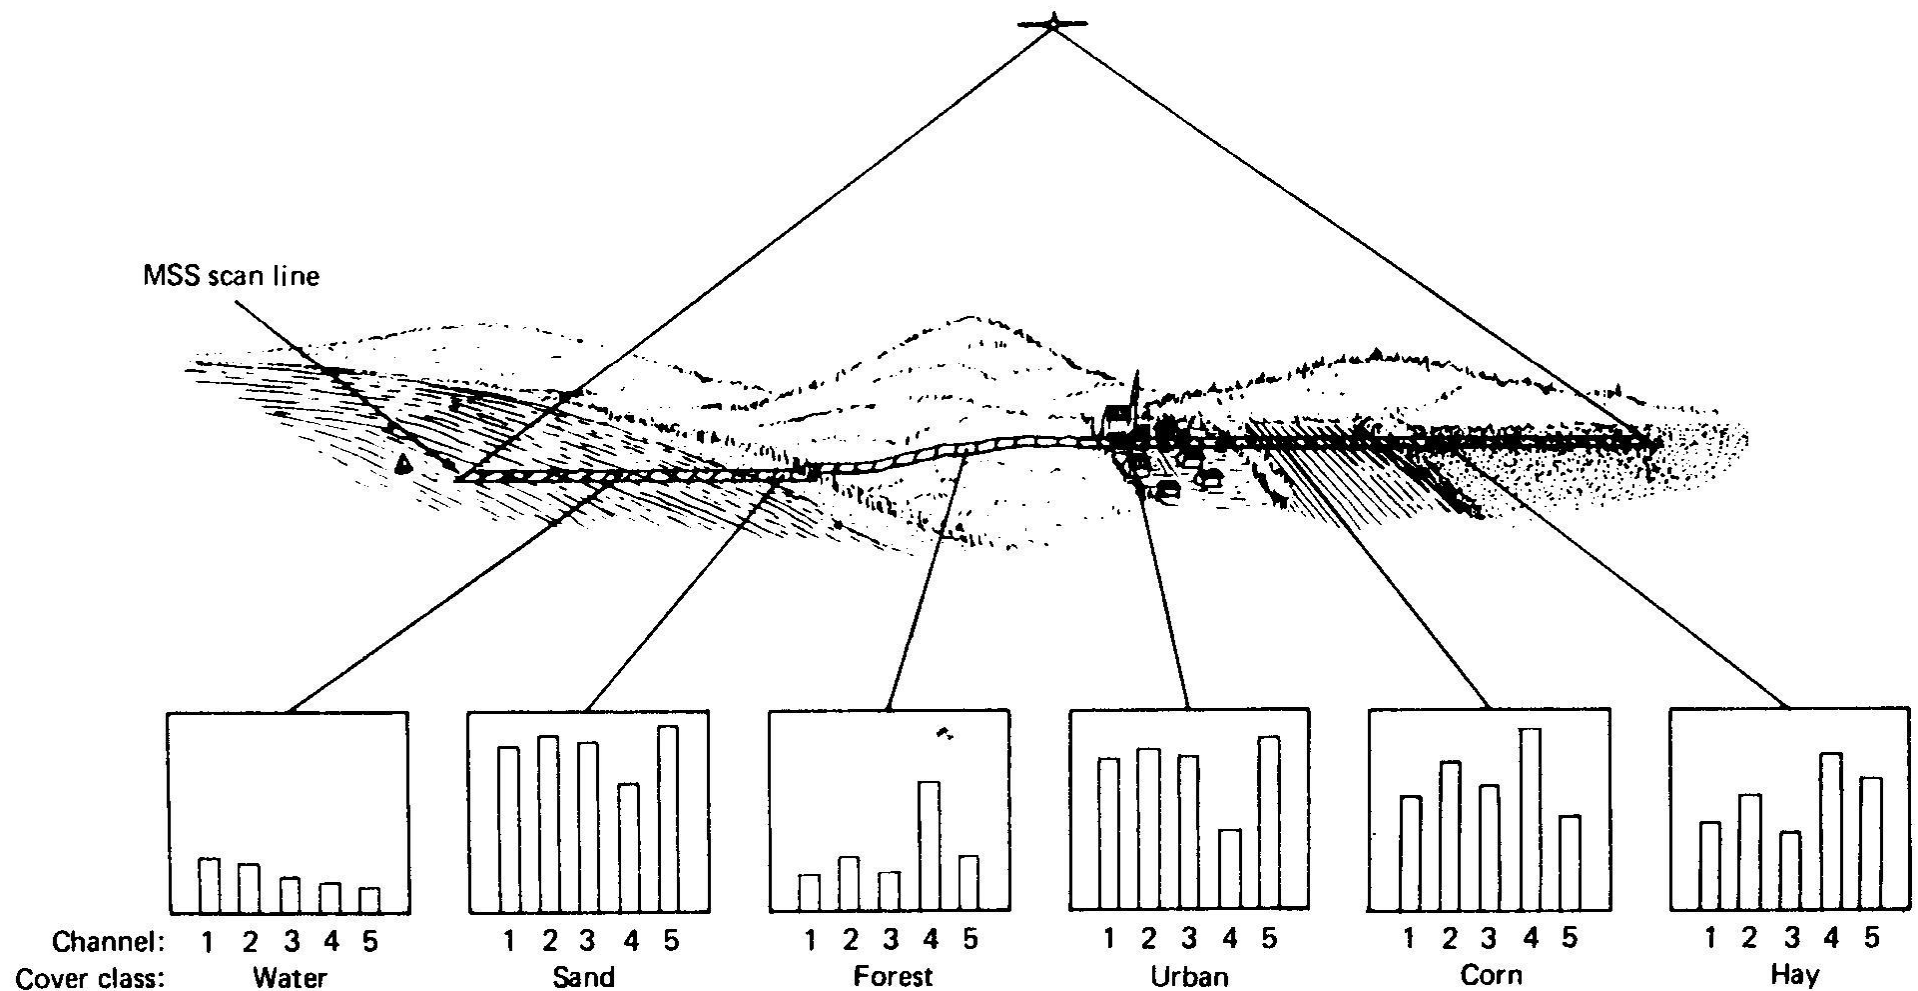 MSS scan line
Channel: 1 2 3 4 5 1 2 3 4 5 1 2 3 4 5 1 2 3 4 5 1 2 3 4 5 1 2 3 4 5
Cover class: Water Sand Forest Urban Corn Hay